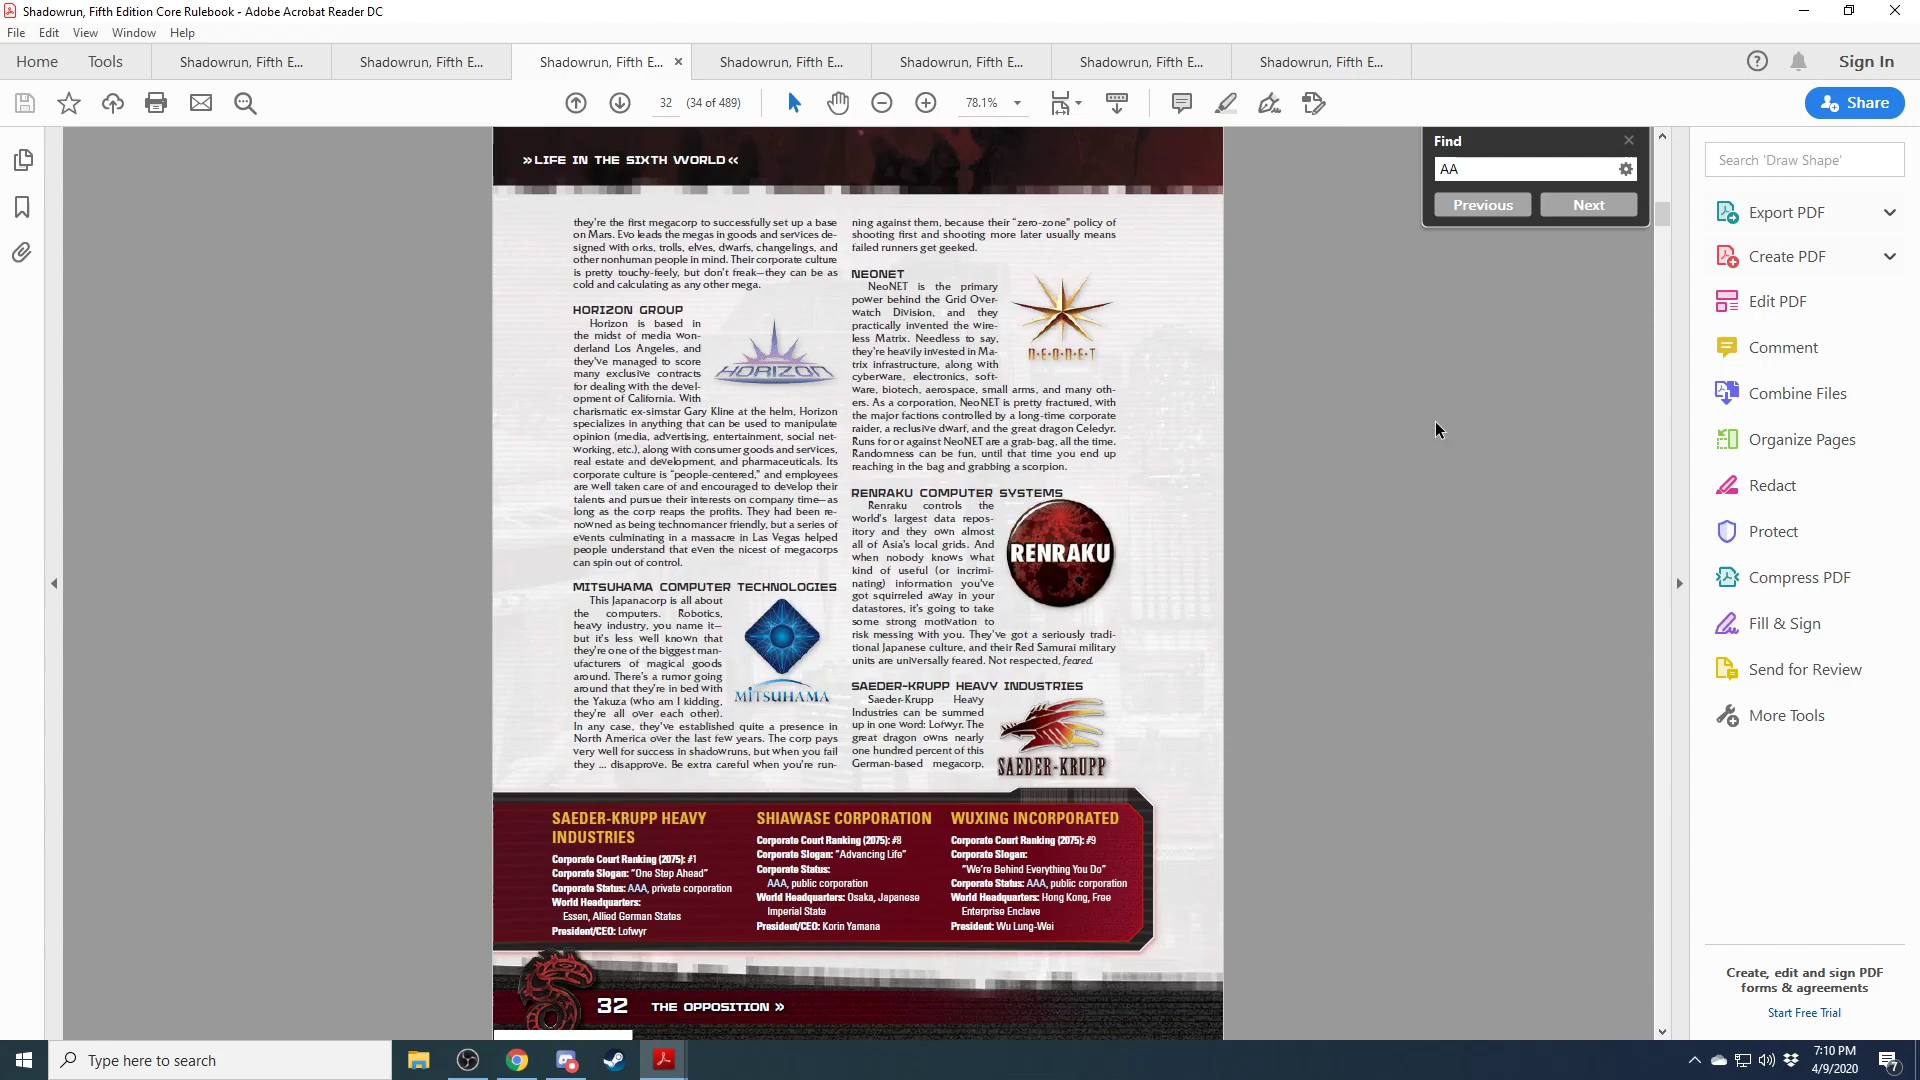 Shadowrun, Fifth Edition Core Rulebook - Adobe Acrobat Reader DC
File Edit View Window Help
Home Tools Shadowrun, Fifth E... Shadowrun, Fifth E... Shadowrun, Fifth E... Shadowrun, Fifth E... Shadowrun, Fifth E... Shadowrun, Fifth E... Shadowrun, Fifth E... Sign In
32 (34 of 489) 78.1% Share
»LIFE IN THE SIXTH WORLD«
they're the first megacorp to successfully set up a base
on Mars. Evo leads the megas in goods and services de-
signed with orks, trolls, elves, dwarfs, changelings, and
other nonhuman people in mind. Their corporate culture
is pretty touchy-feely, but don't freak—they can be as
cold and calculating as any other mega.
HORIZON GROUP
Horizon is based in
the midst of media won-
derland Los Angeles, and
they've managed to score
many exclusive contracts
for dealing with the devel-
opment of California. With
charismatic ex-simstar Gary Kline at the helm, Horizon
specializes in anything that can be used to manipulate
opinion (media, advertising, entertainment, social net-
working, etc.), along with consumer goods and services,
real estate and development, and pharmaceuticals. Its
corporate culture is "people-centered," and employees
are well taken care of and encouraged to develop their
talents and pursue their interests on company time—as
long as the corp reaps the profits. They had been re-
nowned as being technomancer friendly, but a series of
events culminating in a massacre in Las Vegas helped
people understand that even the nicest of megacorps
can spin out of control.
HORIZON
MITSUHAMA COMPUTER TECHNOLOGIES
This Japanacorp is all about
the computers. Robotics,
heavy industry, you name it—
but it's less well known that
they're one of the biggest man-
ufacturers of magical goods
around. There's a rumor going
around that they're in bed with
the Yakuza (who am I kidding,
they're all over each other).
In any case, they've established quite a presence in
North America over the last few years. The corp pays
very well for success in shadowruns, but when you fail
they ... disapprove. Be extra careful when you're run-
MITSUHAMA
ning against them, because their "zero-zone" policy of
shooting first and shooting more later usually means
failed runners get geeked.
NEONET
NeoNET is the primary
power behind the Grid Over-
watch Division, and they
practically invented the wire-
less Matrix. Needless to say,
they're heavily invested in Ma-
trix infrastructure, along with
cyberware, electronics, soft-
ware, biotech, aerospace, small arms, and many oth-
ers. As a corporation, NeoNET is pretty fractured, with
the major factions controlled by a long-time corporate
raider, a reclusive dwarf, and the great dragon Celedyr.
Runs for or against NeoNET are a grab-bag, all the time.
Randomness can be fun, until that time you end up
reaching in the bag and grabbing a scorpion.
N·E·O·N·E·T
RENRAKU COMPUTER SYSTEMS
Renraku controls the
world's largest data repos-
itory and they own almost
all of Asia's local grids. And
when nobody knows what
kind of useful (or incrimi-
nating) information you've
got squirreled away in your
datastores, it's going to take
some strong motivation to
risk messing with you. They've got a seriously tradi-
tional Japanese culture, and their Red Samurai military
units are universally feared. Not respected, feared.
RENRAKU
SAEDER-KRUPP HEAVY INDUSTRIES
Saeder-Krupp Heavy
Industries can be summed
up in one word: Lofwyr. The
great dragon owns nearly
one hundred percent of this
German-based megacorp,
SAEDER-KRUPP
SAEDER-KRUPP HEAVY
INDUSTRIES
Corporate Court Ranking (2075): #1
Corporate Slogan: "One Step Ahead"
Corporate Status: AAA, private corporation
World Headquarters:
Essen, Allied German States
President/CEO: Lofwyr
SHIAWASE CORPORATION
Corporate Court Ranking (2075): #8
Corporate Slogan: "Advancing Life"
Corporate Status:
AAA, public corporation
World Headquarters: Osaka, Japanese
Imperial State
President/CEO: Korin Yamana
WUXING INCORPORATED
Corporate Court Ranking (2075): #9
Corporate Slogan:
"We're Behind Everything You Do"
Corporate Status: AAA, public corporation
World Headquarters: Hong Kong, Free
Enterprise Enclave
President: Wu Lung-Wei
32 THE OPPOSITION »
Find
AA
Previous Next
Search 'Draw Shape'
Export PDF
Create PDF
Edit PDF
Comment
Combine Files
Organize Pages
Redact
Protect
Compress PDF
Fill & Sign
Send for Review
More Tools
Create, edit and sign PDF
forms & agreements
Start Free Trial
Type here to search
7:10 PM
4/9/2020
7